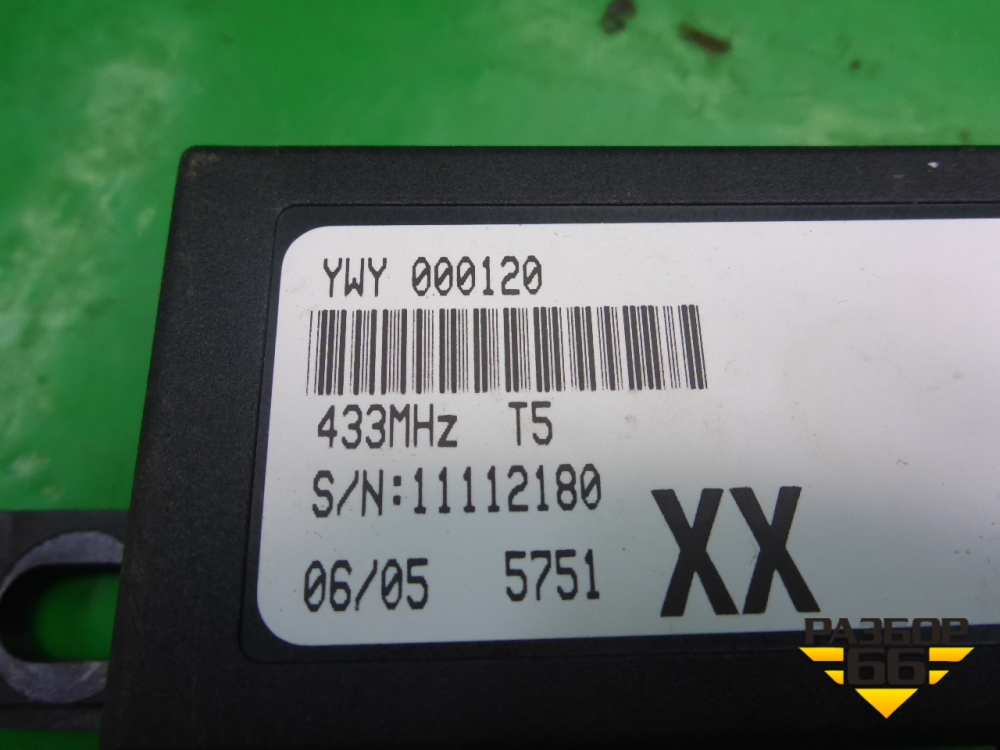 YWY 000120
433MHz T5
S/N:11112180
06/05 5751 XX
РАЗБОР
66